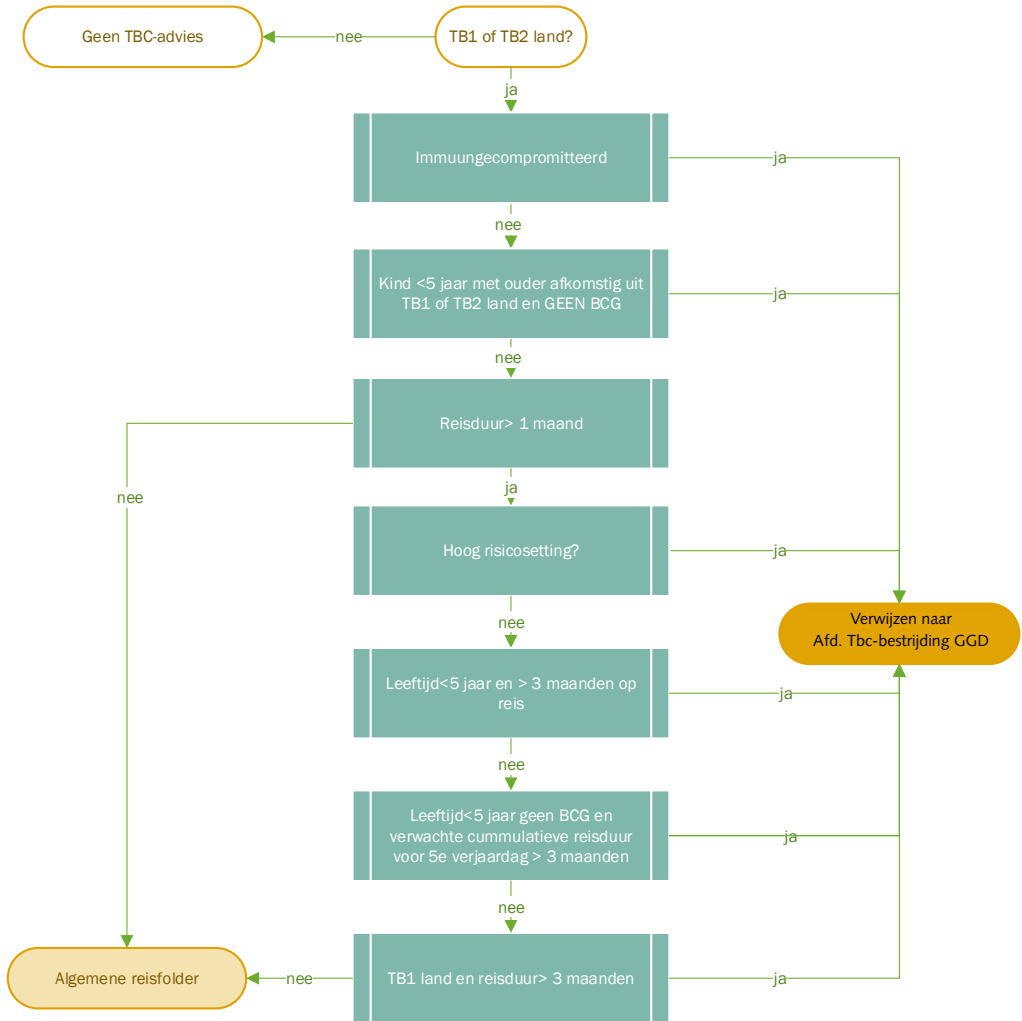 Geen TBC-advies
nee
TB1 of TB2 land?
ja
Immuungecompromitteerd
ja
nee
Kind <5 jaar met ouder afkomstig uit
TB1 of TB2 land en GEEN BCG
ja
nee
Reisduur> 1 maand
nee
ja
Hoog risicosetting?
ja
nee
Verwijzen naar
Afd. Tbc-bestrijding GGD
Leeftijd<5 jaar en > 3 maanden op
reis
ja
nee
Leeftijd<5 jaar geen BCG en
verwachte cummulatieve reisduur
voor 5e verjaardag > 3 maanden
ja
nee
Algemene reisfolder
nee
TB1 land en reisduur> 3 maanden
ja